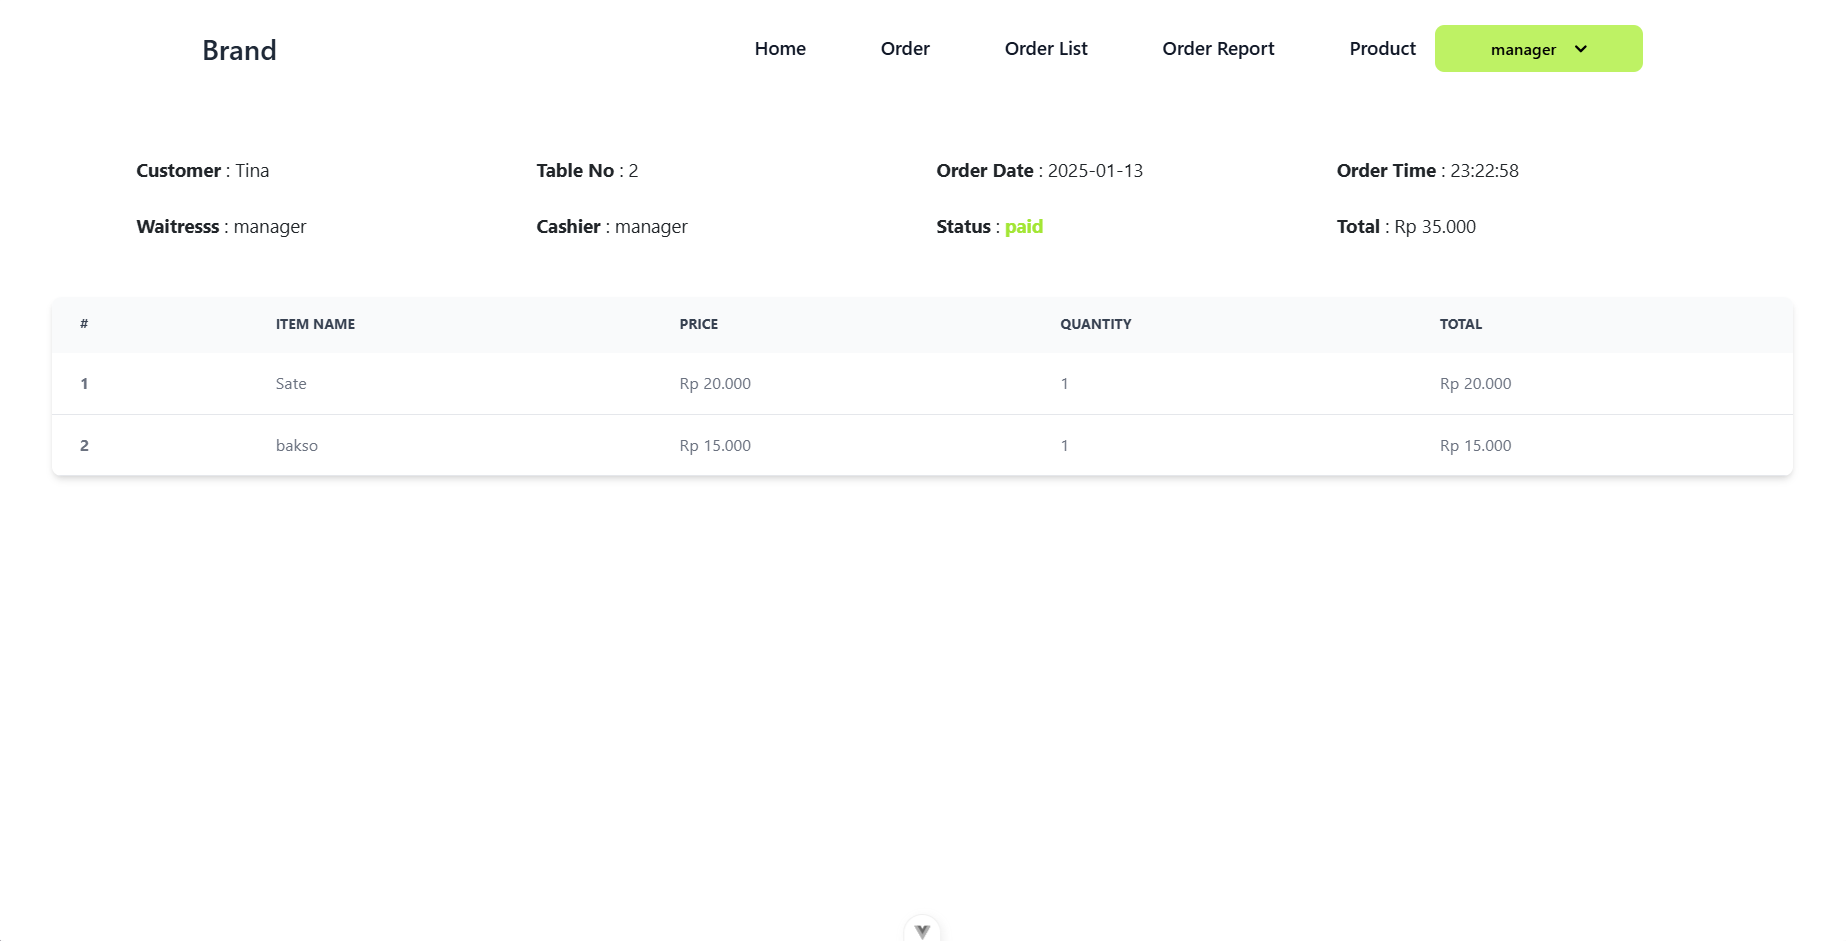 Brand Home Order Order List Order Report Product manager
Customer : Tina Table No : 2 Order Date : 2025-01-13 Order Time : 23:22:58
Waitresss : manager Cashier : manager Status : paid Total : Rp 35.000
# ITEM NAME PRICE QUANTITY TOTAL
1 Sate Rp 20.000 1 Rp 20.000
2 bakso Rp 15.000 1 Rp 15.000